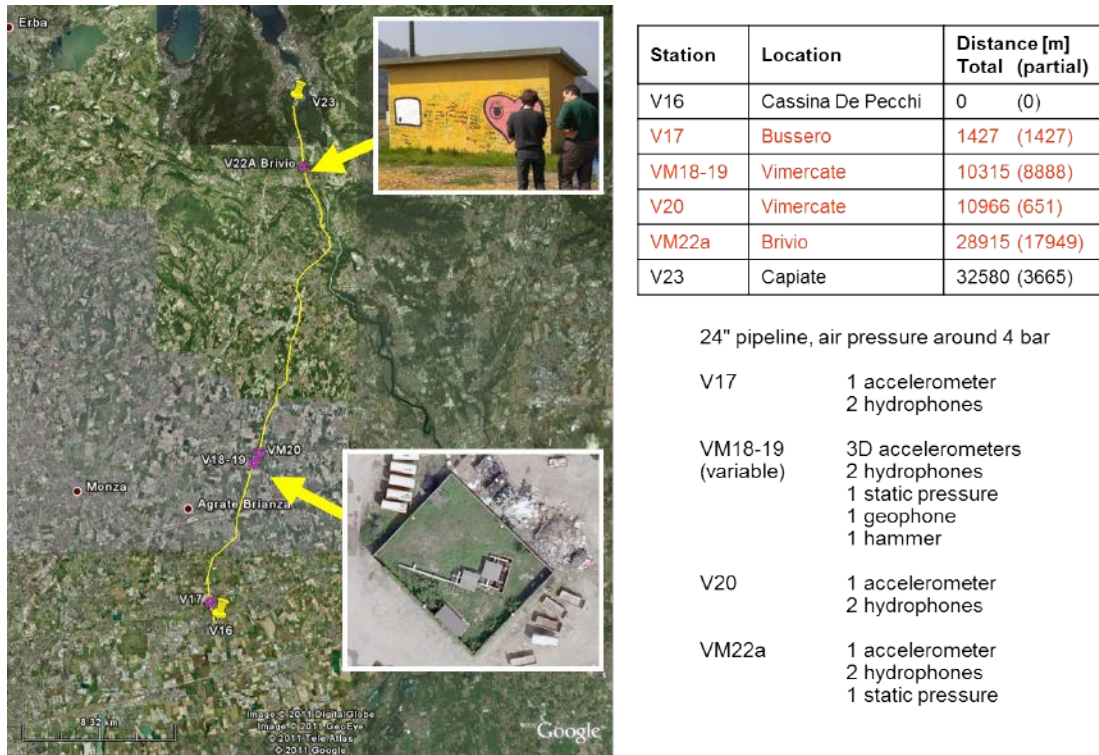 Erba
V23
V22A Brivio
VM20
V18-19
Monza
Agrate Brianza
V17
V16
8.32 km
Image © 2011 DigitalGlobe
Image © 2011 GeoEye
© 2011 Tele Atlas
© 2011 Google
Google
Station Location Distance [m]
Total (partial)
V16 Cassina De Pecchi 0 (0)
V17 Bussero 1427 (1427)
VM18-19 Vimercate 10315 (8888)
V20 Vimercate 10966 (651)
VM22a Brivio 28915 (17949)
V23 Capiate 32580 (3665)
24" pipeline, air pressure around 4 bar
V17 1 accelerometer
2 hydrophones
VM18-19 3D accelerometers
(variable) 2 hydrophones
1 static pressure
1 geophone
1 hammer
V20 1 accelerometer
2 hydrophones
VM22a 1 accelerometer
2 hydrophones
1 static pressure